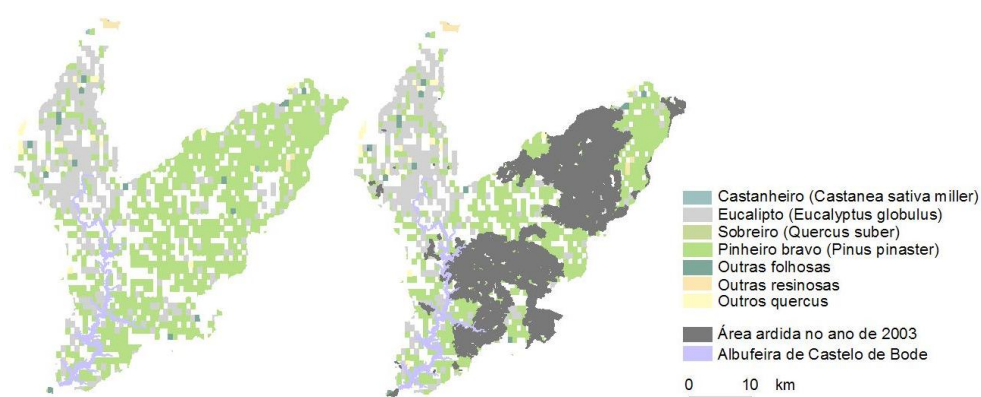 Castanheiro (Castanea sativa miller)
Eucalipto (Eucalyptus globulus)
Sobreiro (Quercus suber)
Pinheiro bravo (Pinus pinaster)
Outras folhosas
Outras resinosas
Outros quercus
Área ardida no ano de 2003
Albufeira de Castelo de Bode
0 10 km